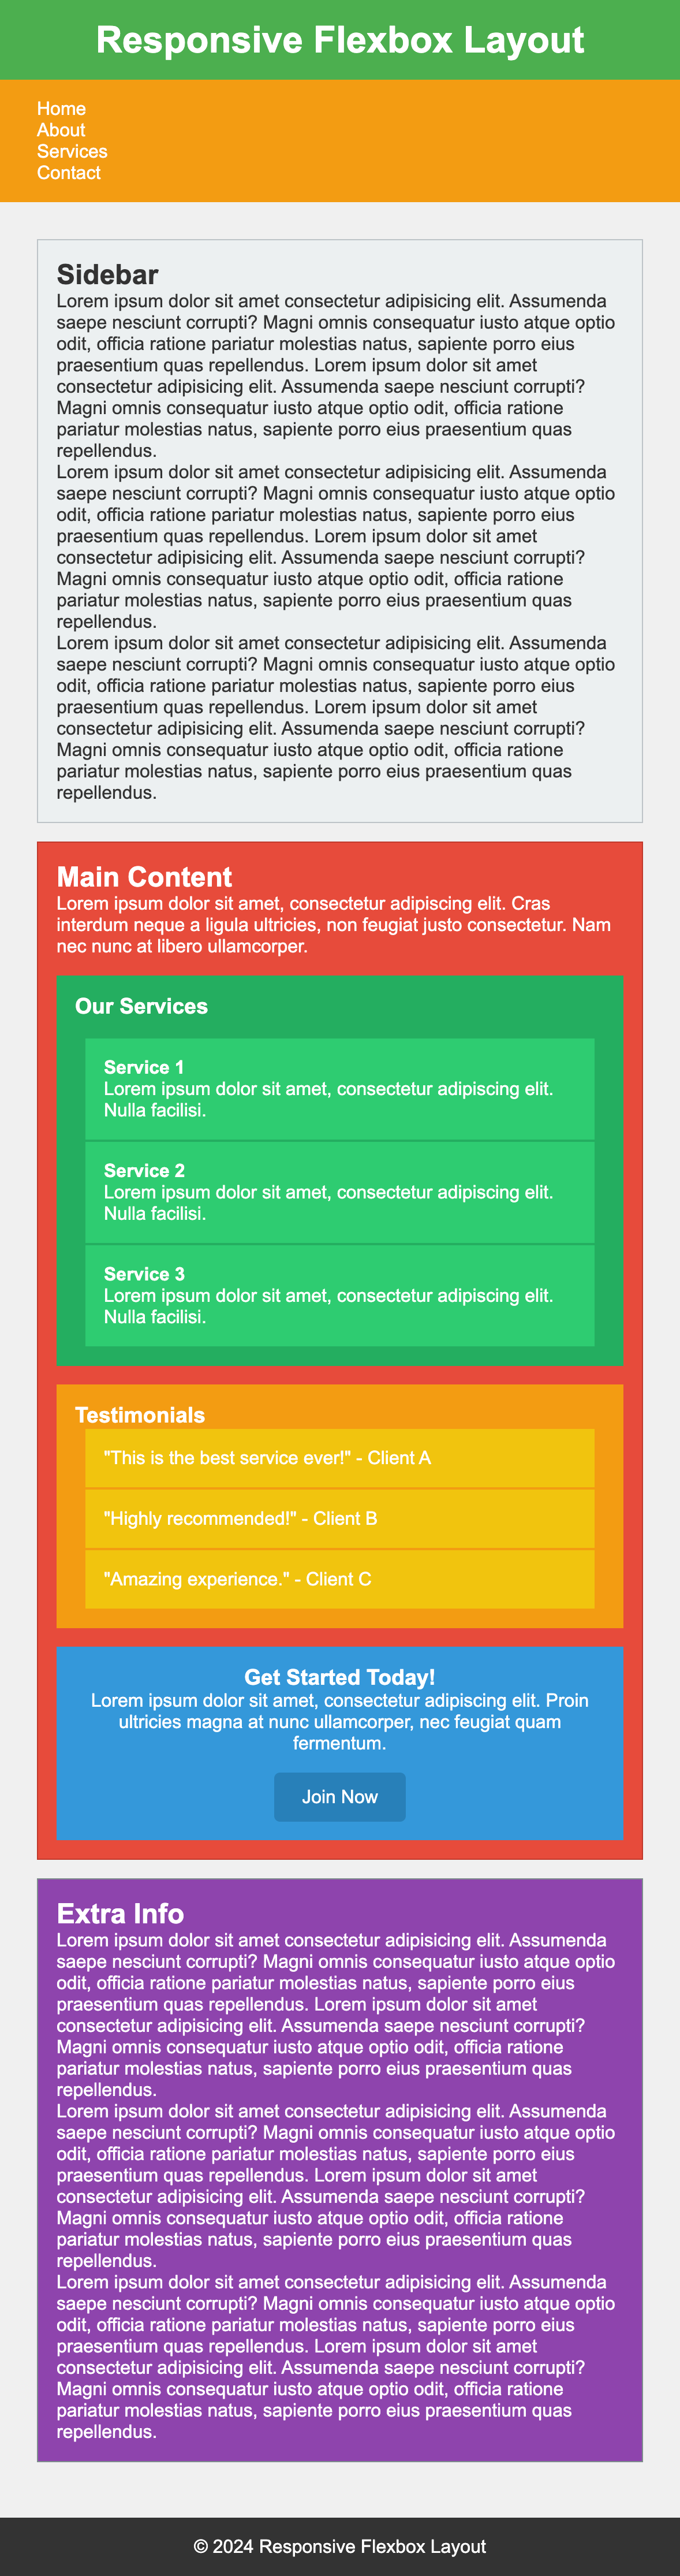 Responsive Flexbox Layout
Home
About
Services
Contact
Sidebar
Lorem ipsum dolor sit amet consectetur adipisicing elit. Assumenda
saepe nesciunt corrupti? Magni omnis consequatur iusto atque optio
odit, officia ratione pariatur molestias natus, sapiente porro eius
praesentium quas repellendus. Lorem ipsum dolor sit amet
consectetur adipisicing elit. Assumenda saepe nesciunt corrupti?
Magni omnis consequatur iusto atque optio odit, officia ratione
pariatur molestias natus, sapiente porro eius praesentium quas
repellendus.
Lorem ipsum dolor sit amet consectetur adipisicing elit. Assumenda
saepe nesciunt corrupti? Magni omnis consequatur iusto atque optio
odit, officia ratione pariatur molestias natus, sapiente porro eius
praesentium quas repellendus. Lorem ipsum dolor sit amet
consectetur adipisicing elit. Assumenda saepe nesciunt corrupti?
Magni omnis consequatur iusto atque optio odit, officia ratione
pariatur molestias natus, sapiente porro eius praesentium quas
repellendus.
Lorem ipsum dolor sit amet consectetur adipisicing elit. Assumenda
saepe nesciunt corrupti? Magni omnis consequatur iusto atque optio
odit, officia ratione pariatur molestias natus, sapiente porro eius
praesentium quas repellendus. Lorem ipsum dolor sit amet
consectetur adipisicing elit. Assumenda saepe nesciunt corrupti?
Magni omnis consequatur iusto atque optio odit, officia ratione
pariatur molestias natus, sapiente porro eius praesentium quas
repellendus.
Main Content
Lorem ipsum dolor sit amet, consectetur adipiscing elit. Cras
interdum neque a ligula ultricies, non feugiat justo consectetur. Nam
nec nunc at libero ullamcorper.
Our Services
Service 1
Lorem ipsum dolor sit amet, consectetur adipiscing elit.
Nulla facilisi.
Service 2
Lorem ipsum dolor sit amet, consectetur adipiscing elit.
Nulla facilisi.
Service 3
Lorem ipsum dolor sit amet, consectetur adipiscing elit.
Nulla facilisi.
Testimonials
"This is the best service ever!" - Client A
"Highly recommended!" - Client B
"Amazing experience." - Client C
Get Started Today!
Lorem ipsum dolor sit amet, consectetur adipiscing elit. Proin
ultricies magna at nunc ullamcorper, nec feugiat quam
fermentum.
Join Now
Extra Info
Lorem ipsum dolor sit amet consectetur adipisicing elit. Assumenda
saepe nesciunt corrupti? Magni omnis consequatur iusto atque optio
odit, officia ratione pariatur molestias natus, sapiente porro eius
praesentium quas repellendus. Lorem ipsum dolor sit amet
consectetur adipisicing elit. Assumenda saepe nesciunt corrupti?
Magni omnis consequatur iusto atque optio odit, officia ratione
pariatur molestias natus, sapiente porro eius praesentium quas
repellendus.
Lorem ipsum dolor sit amet consectetur adipisicing elit. Assumenda
saepe nesciunt corrupti? Magni omnis consequatur iusto atque optio
odit, officia ratione pariatur molestias natus, sapiente porro eius
praesentium quas repellendus. Lorem ipsum dolor sit amet
consectetur adipisicing elit. Assumenda saepe nesciunt corrupti?
Magni omnis consequatur iusto atque optio odit, officia ratione
pariatur molestias natus, sapiente porro eius praesentium quas
repellendus.
Lorem ipsum dolor sit amet consectetur adipisicing elit. Assumenda
saepe nesciunt corrupti? Magni omnis consequatur iusto atque optio
odit, officia ratione pariatur molestias natus, sapiente porro eius
praesentium quas repellendus. Lorem ipsum dolor sit amet
consectetur adipisicing elit. Assumenda saepe nesciunt corrupti?
Magni omnis consequatur iusto atque optio odit, officia ratione
pariatur molestias natus, sapiente porro eius praesentium quas
repellendus.
© 2024 Responsive Flexbox Layout